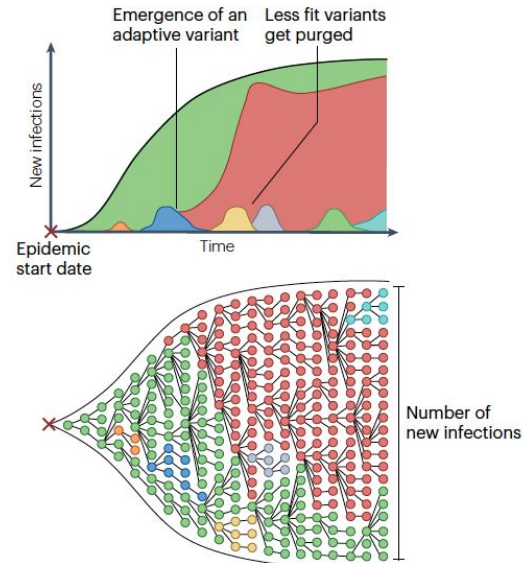 Emergence of an
adaptive variant
Less fit variants
get purged
New infections
Time
Epidemic
start date
Number of
new infections